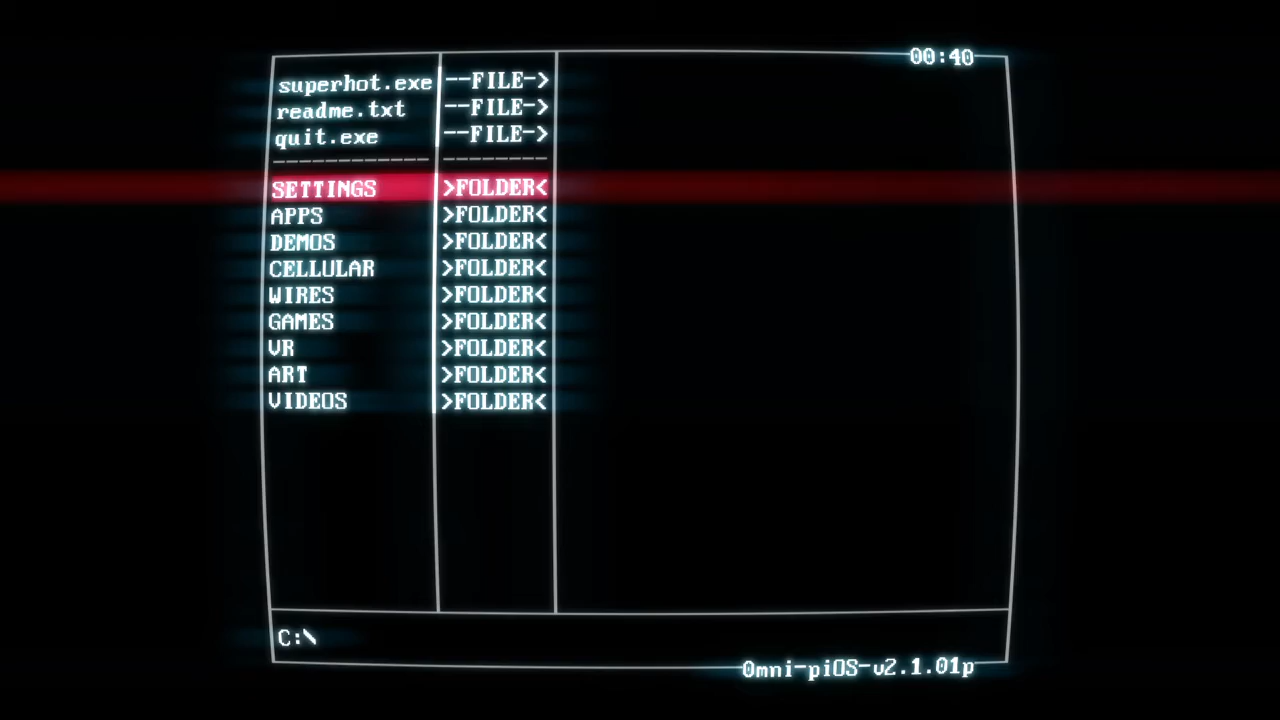 00:40
superhot.exe --FILE->
readme.txt --FILE->
quit.exe --FILE->
------------ --------
SETTINGS >FOLDER<
APPS >FOLDER<
DEMOS >FOLDER<
CELLULAR >FOLDER<
WIRES >FOLDER<
GAMES >FOLDER<
VR >FOLDER<
ART >FOLDER<
VIDEOS >FOLDER<
C:\
Omni-piOS-v2.1.01p